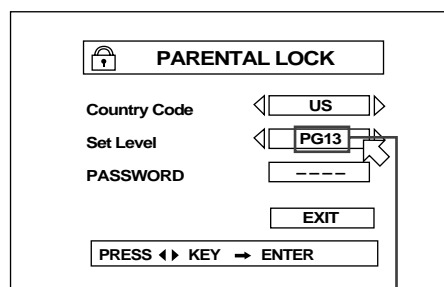 PARENTAL LOCK
Country Code US
Set Level PG13
PASSWORD – – – –
EXIT
PRESS ◀▶ KEY → ENTER